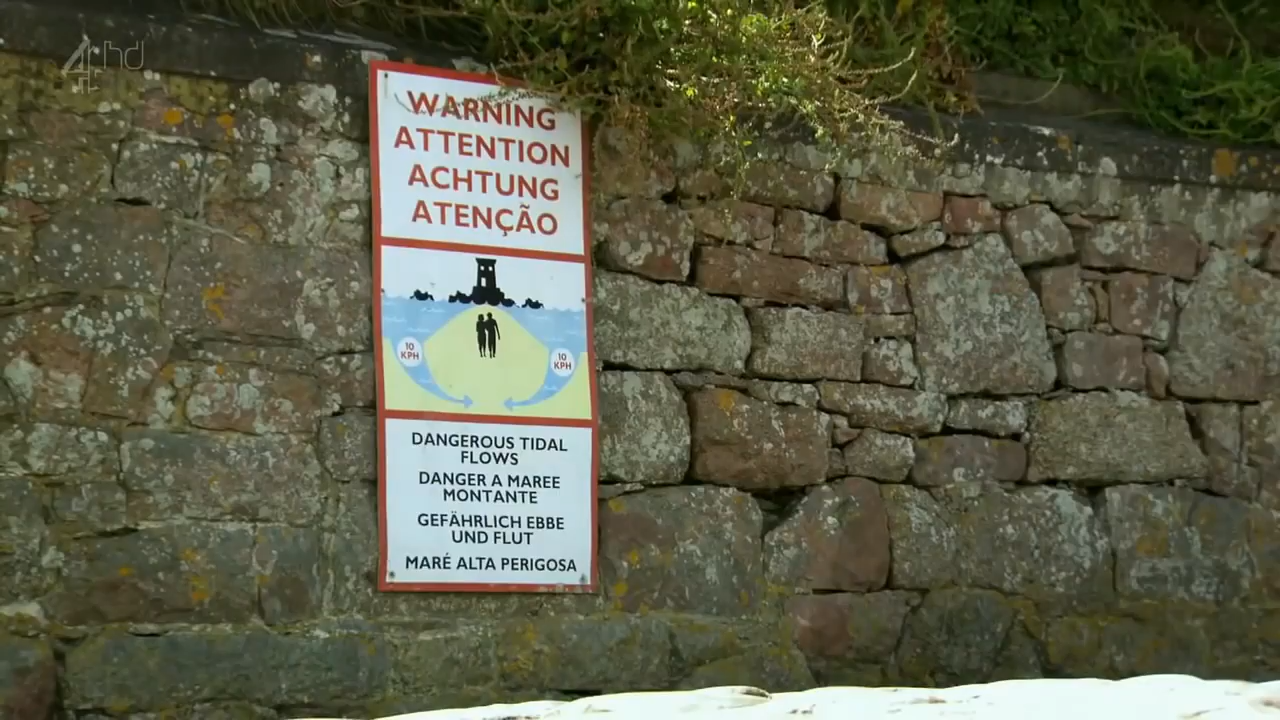 4hd
WARNING
ATTENTION
ACHTUNG
ATENÇÃO
10
KPH
10
KPH
DANGEROUS TIDAL
FLOWS
DANGER A MAREE
MONTANTE
GEFÄHRLICH EBBE
UND FLUT
MARÉ ALTA PERIGOSA